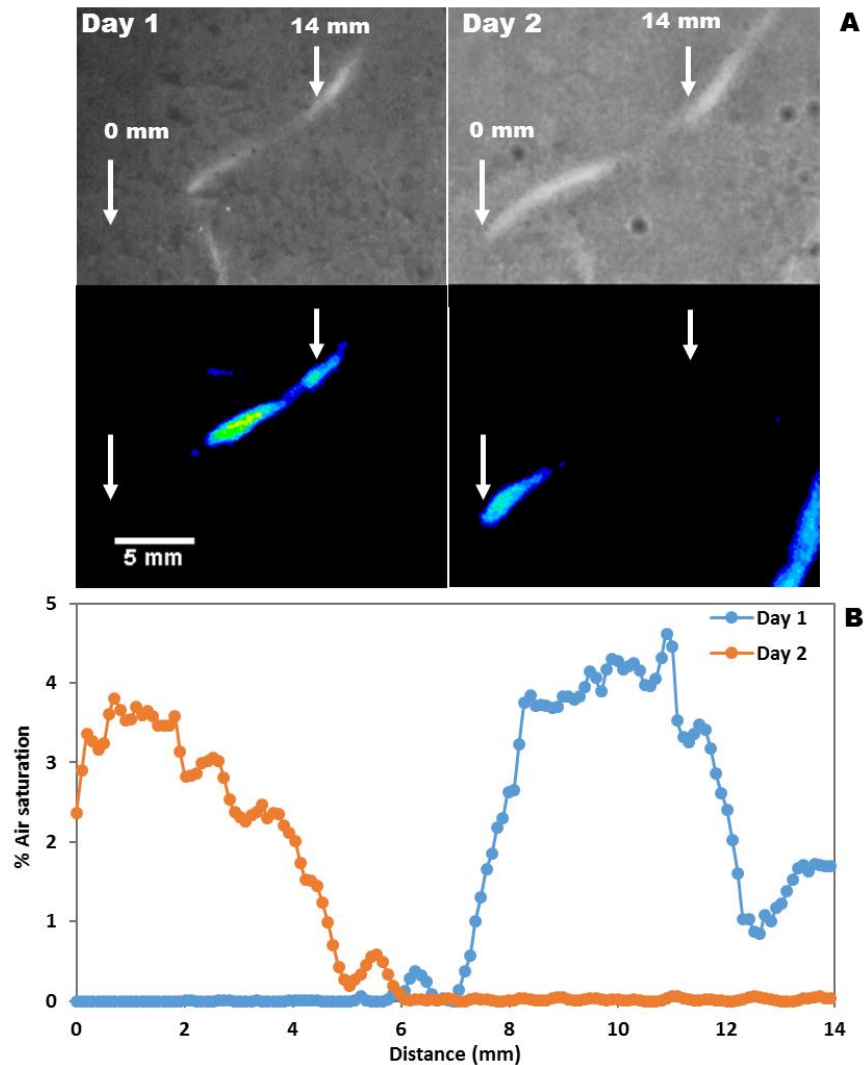 Day 1
14 mm
Day 2
14 mm
A
0 mm
0 mm
5 mm
B
5
4
3
2
1
0
% Air saturation
Day 1
Day 2
0 2 4 6 8 10 12 14
Distance (mm)